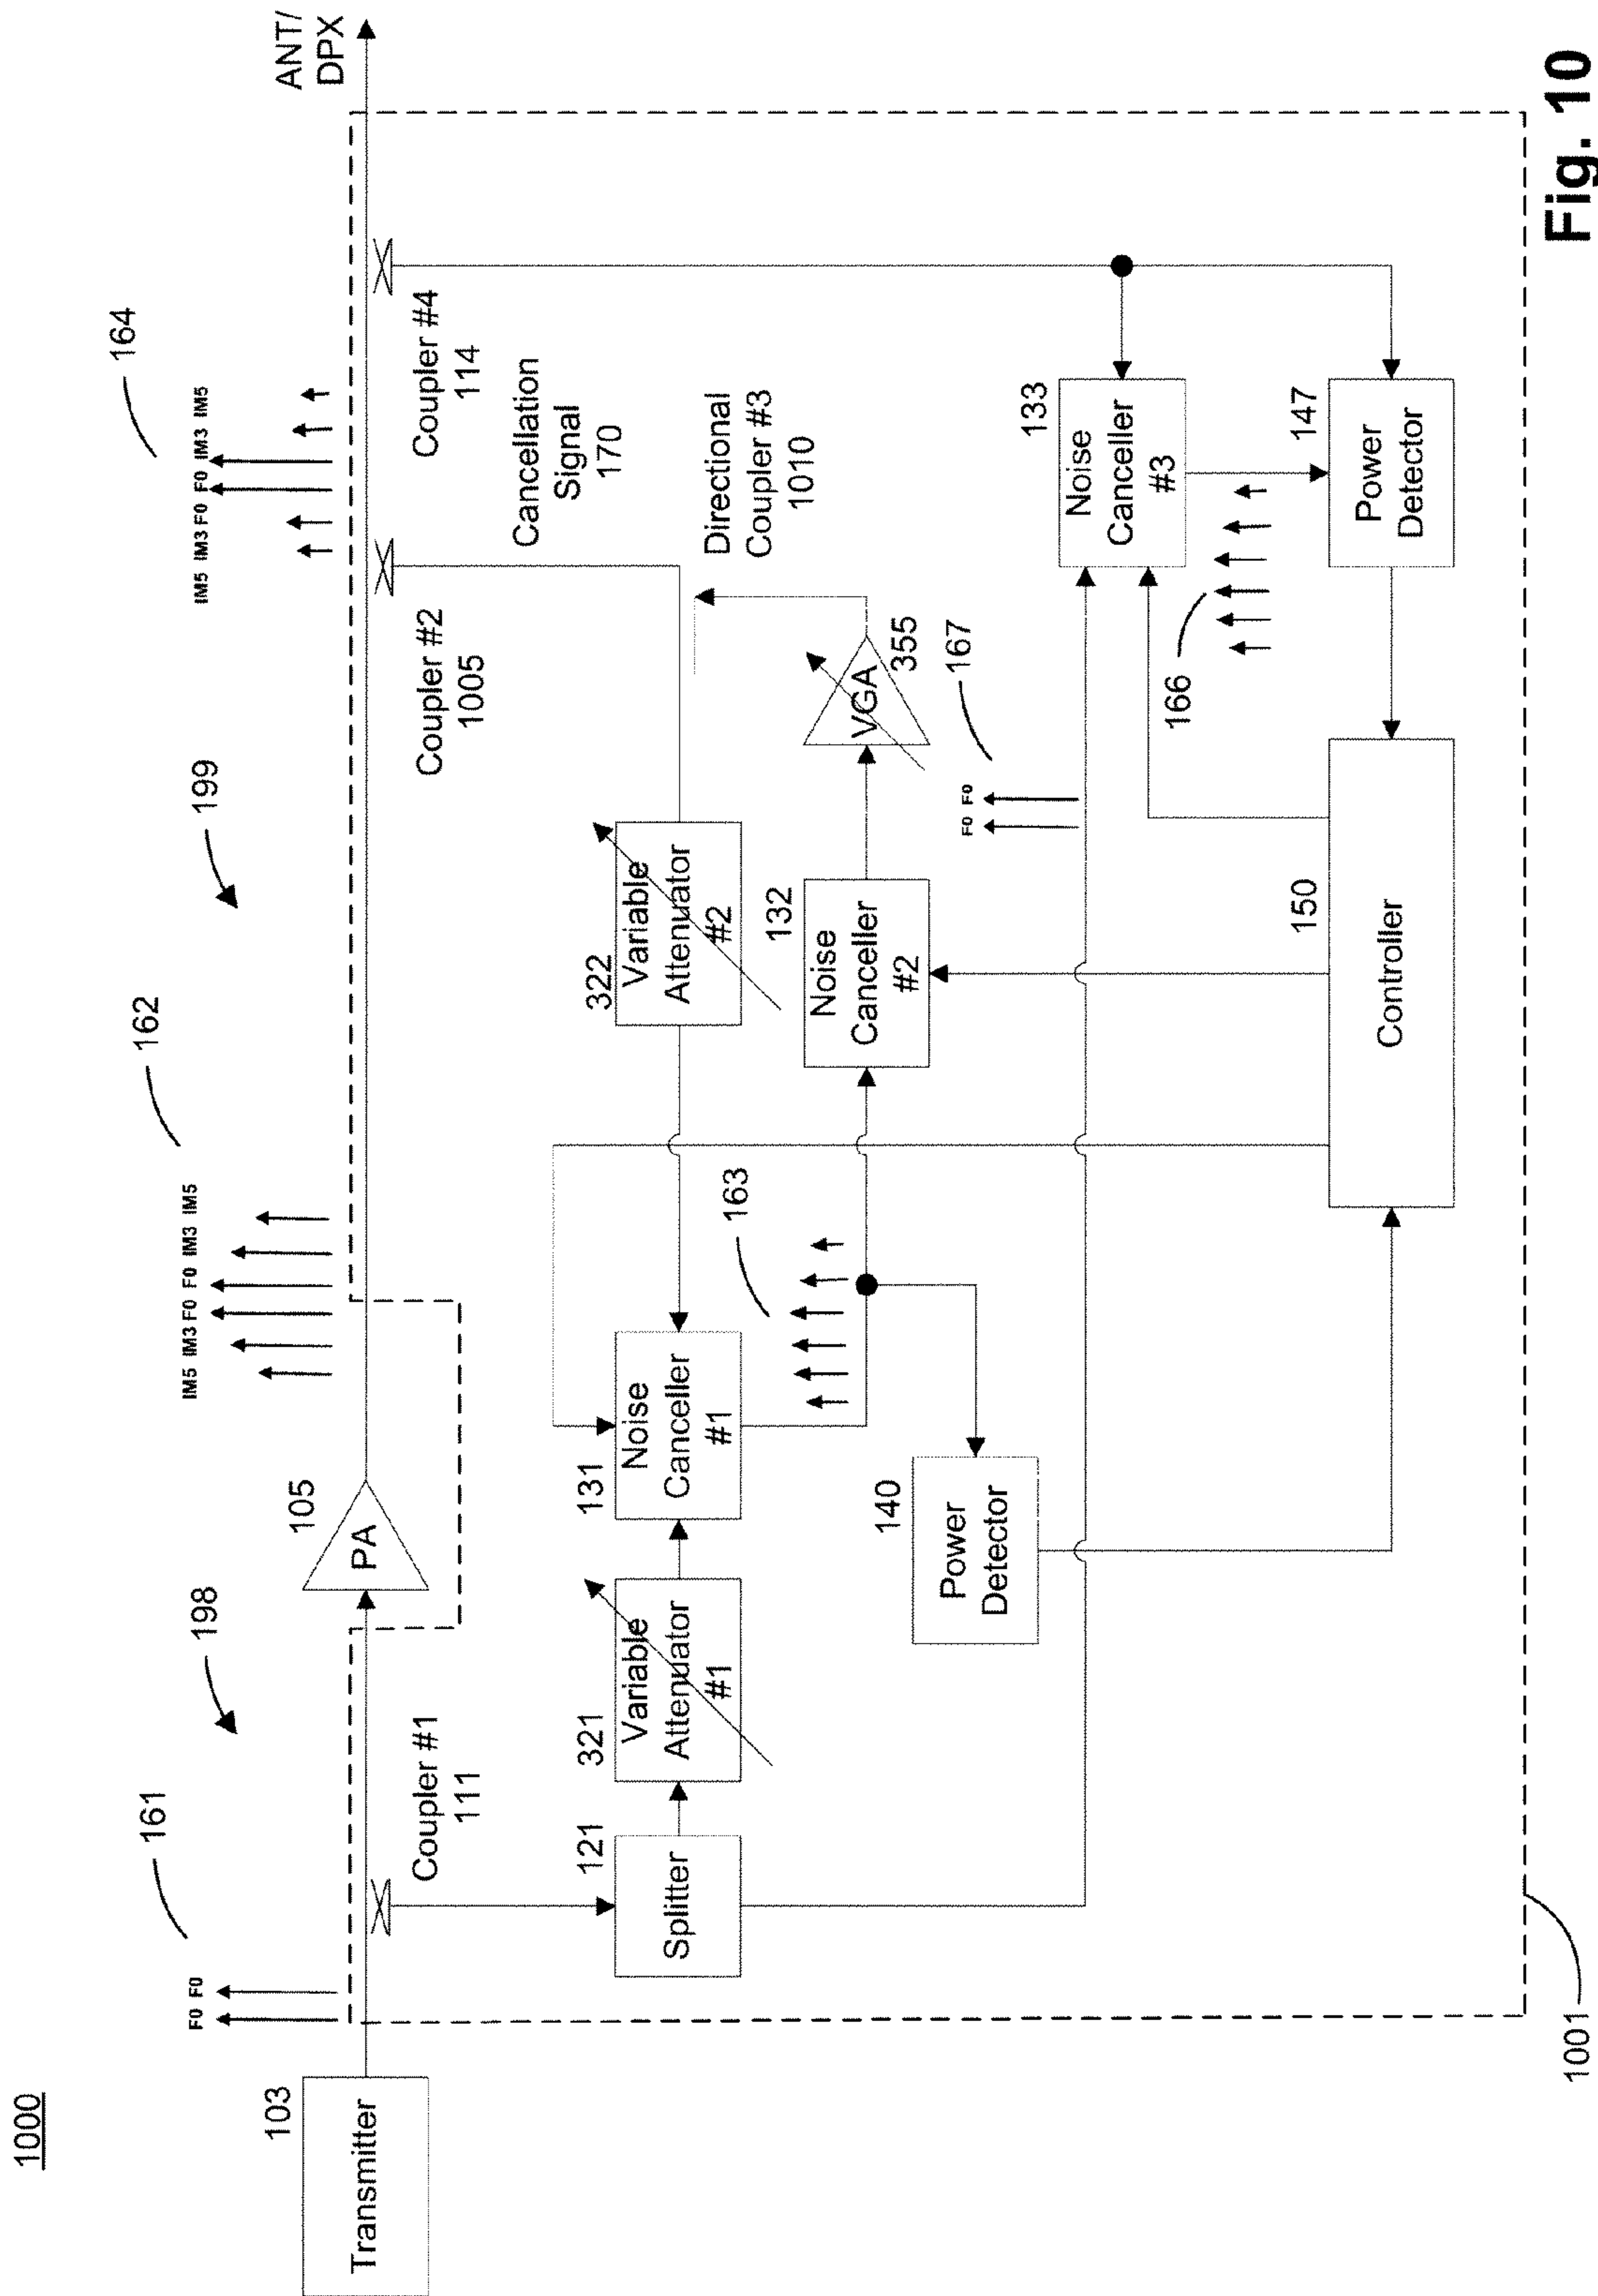 1000
161
198
162
199
164
F0 F0
IM5 IM3 F0 F0 IM3 IM5
IM5 IM3 F0 F0 IM3 IM5
ANT/
DPX
103
Transmitter
105
PA
Coupler #1
111
Coupler #2
1005
Coupler #4
114
Cancellation
Signal
170
Directional
Coupler #3
1010
121
Splitter
321
Variable
Attenuator
#1
131
Noise
Canceller
#1
322
Variable
Attenuator
#2
163
132
Noise
Canceller
#2
VGA
355
140
Power
Detector
167
F0 F0
133
Noise
Canceller
#3
166
147
Power
Detector
150
Controller
1001
Fig. 10